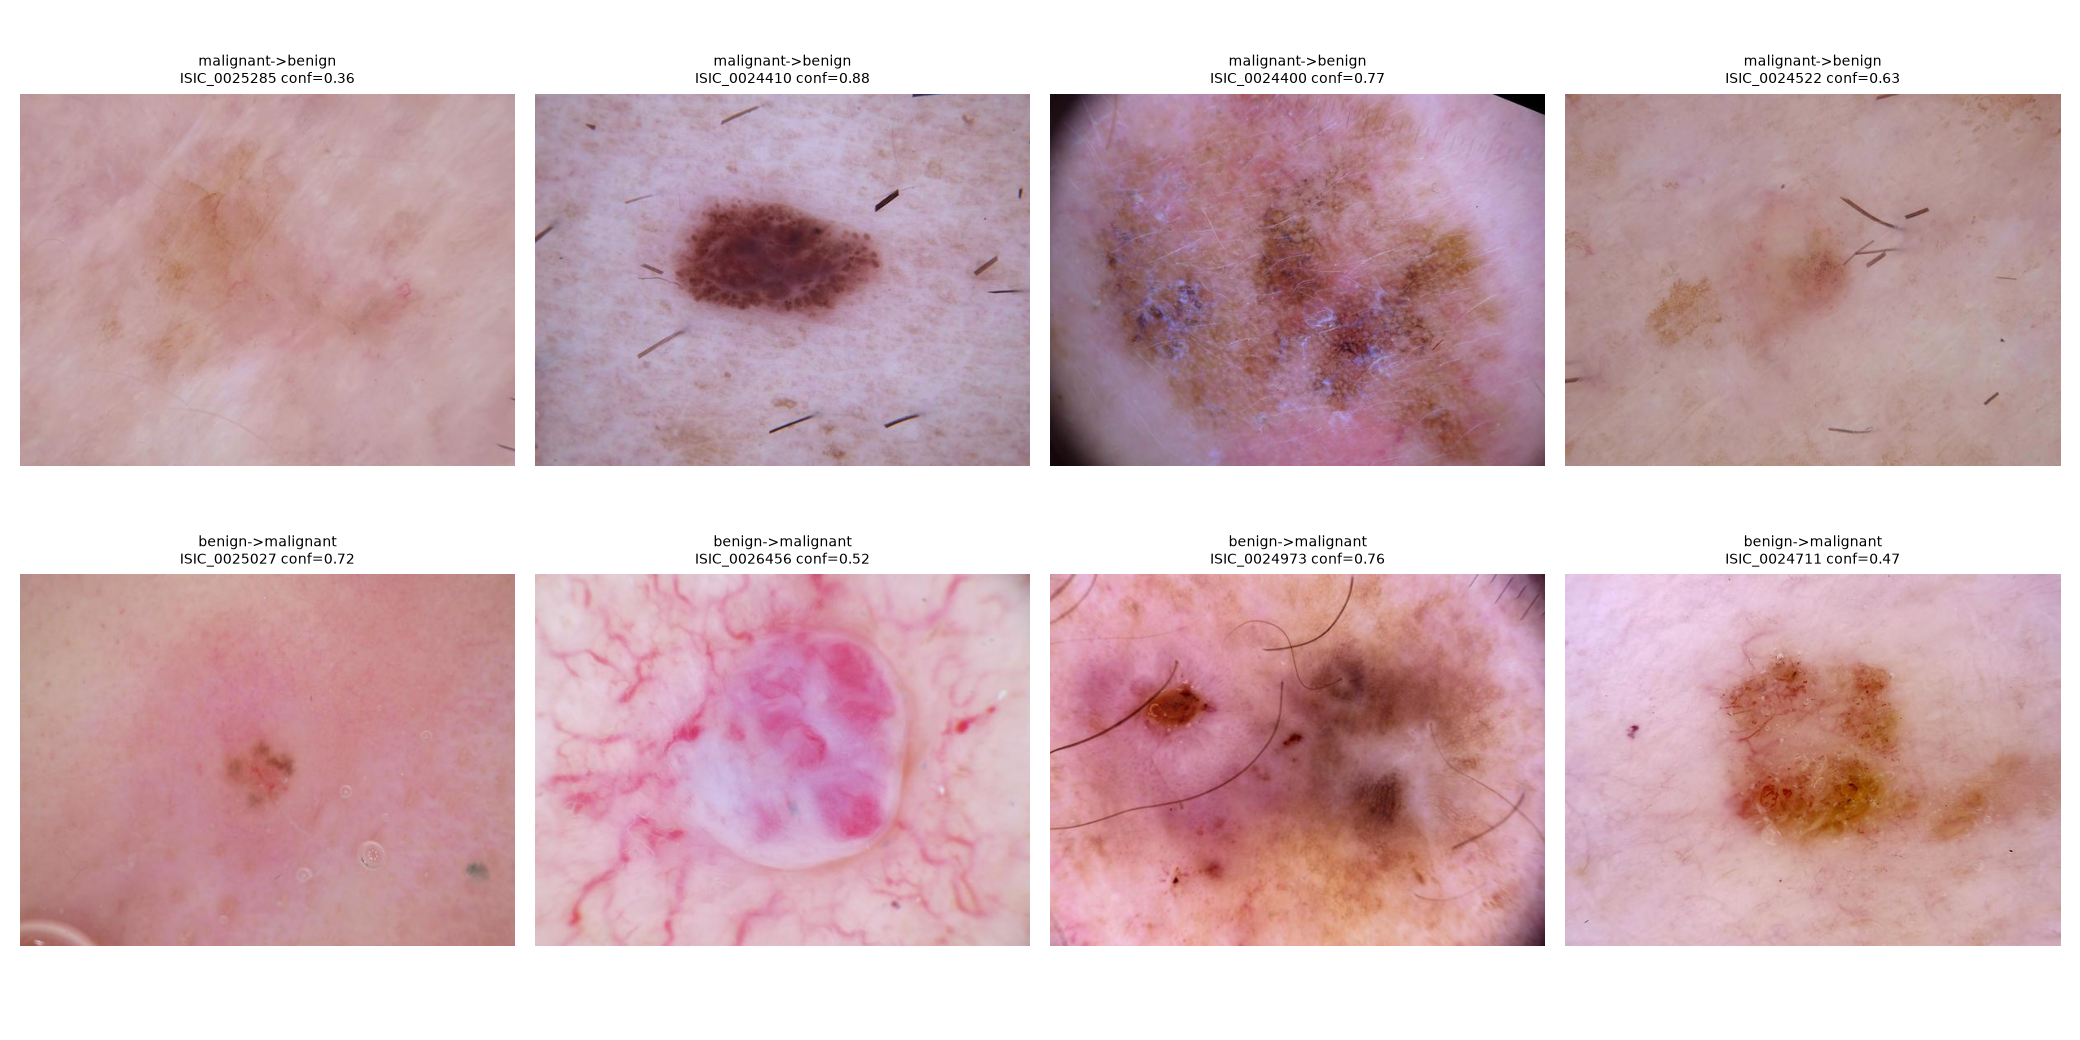 malignant->benign
ISIC_0025285 conf=0.36
malignant->benign
ISIC_0024410 conf=0.88
malignant->benign
ISIC_0024400 conf=0.77
malignant->benign
ISIC_0024522 conf=0.63
benign->malignant
ISIC_0025027 conf=0.72
benign->malignant
ISIC_0026456 conf=0.52
benign->malignant
ISIC_0024973 conf=0.76
benign->malignant
ISIC_0024711 conf=0.47